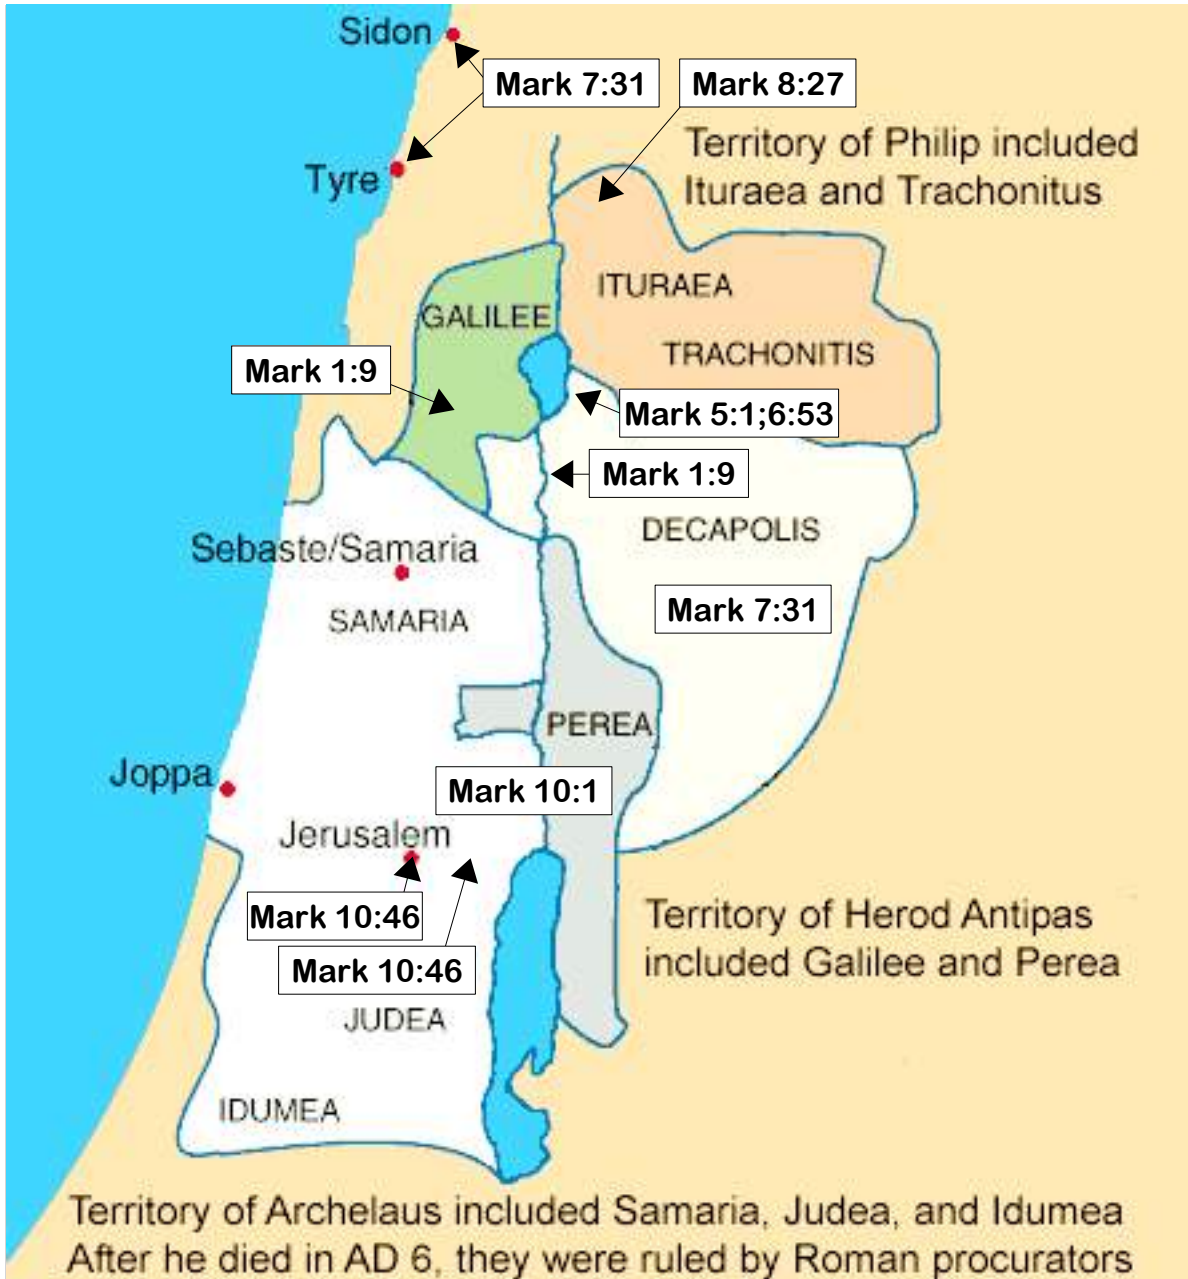 Sidon
Mark 7:31
Mark 8:27
Territory of Philip included
Ituraea and Trachonitus
Tyre
ITURAEA
GALILEE
TRACHONITIS
Mark 1:9
Mark 5:1;6:53
Mark 1:9
DECAPOLIS
Sebaste/Samaria
Mark 7:31
SAMARIA
PEREA
Joppa
Mark 10:1
Jerusalem
Mark 10:46
Territory of Herod Antipas
included Galilee and Perea
Mark 10:46
JUDEA
IDUMEA
Territory of Archelaus included Samaria, Judea, and Idumea
After he died in AD 6, they were ruled by Roman procurators